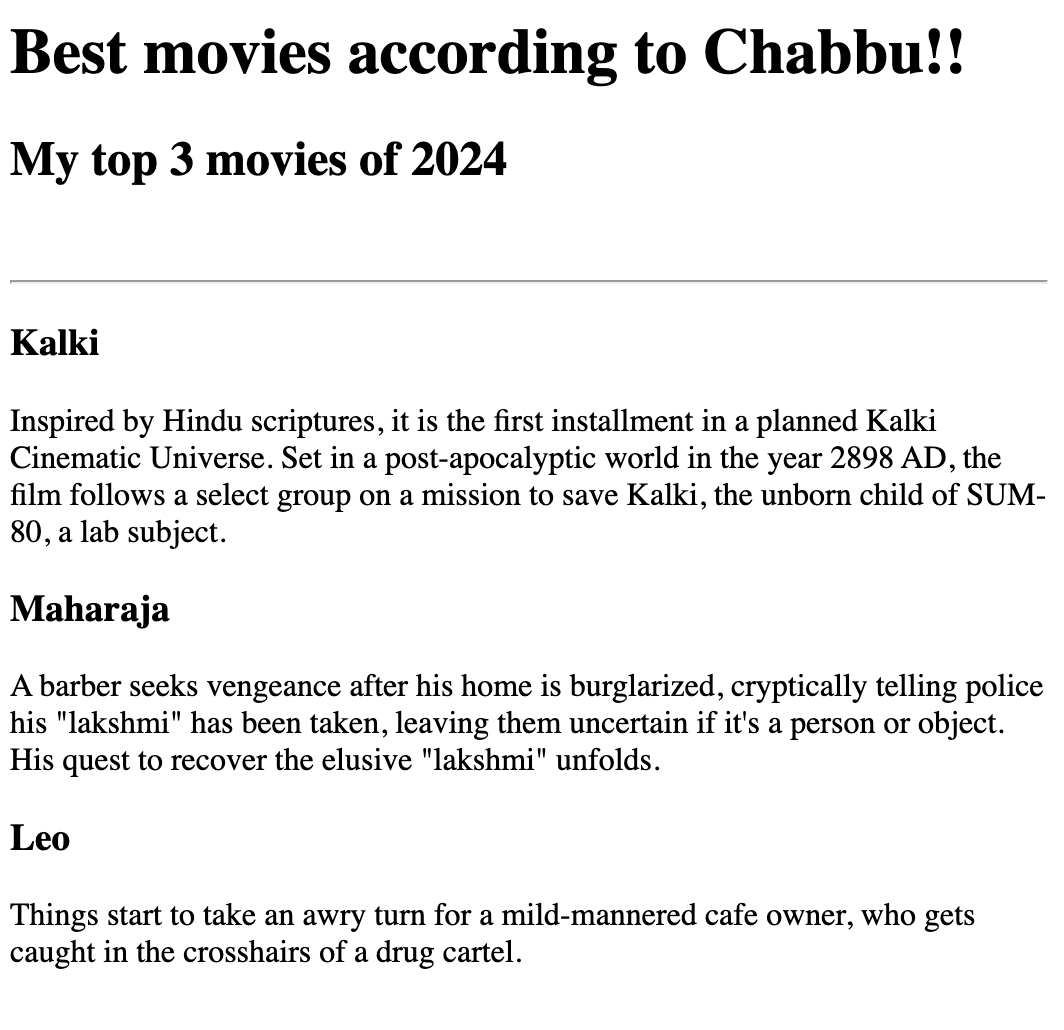 Best movies according to Chabbu!!
My top 3 movies of 2024
Kalki
Inspired by Hindu scriptures, it is the first installment in a planned Kalki
Cinematic Universe. Set in a post-apocalyptic world in the year 2898 AD, the
film follows a select group on a mission to save Kalki, the unborn child of SUM-
80, a lab subject.
Maharaja
A barber seeks vengeance after his home is burglarized, cryptically telling police
his "lakshmi" has been taken, leaving them uncertain if it's a person or object.
His quest to recover the elusive "lakshmi" unfolds.
Leo
Things start to take an awry turn for a mild-mannered cafe owner, who gets
caught in the crosshairs of a drug cartel.